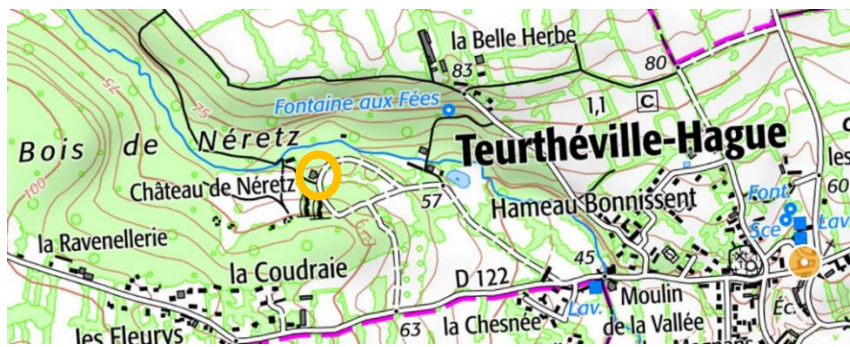 la Belle Herbe
83
80
75
75
Fontaine aux Fées
1,1
C
Bois de Néretz
Teurthéville-Hague
les
100
Château de Néretz
57
Hameau Bonnissent
Font.
60
Sce
Lav.
la Ravenellerie
la Coudraie
D 122
45
Lav.
Moulin
de la Vallée
Éc.
les Fleurys
63
la Chesnée